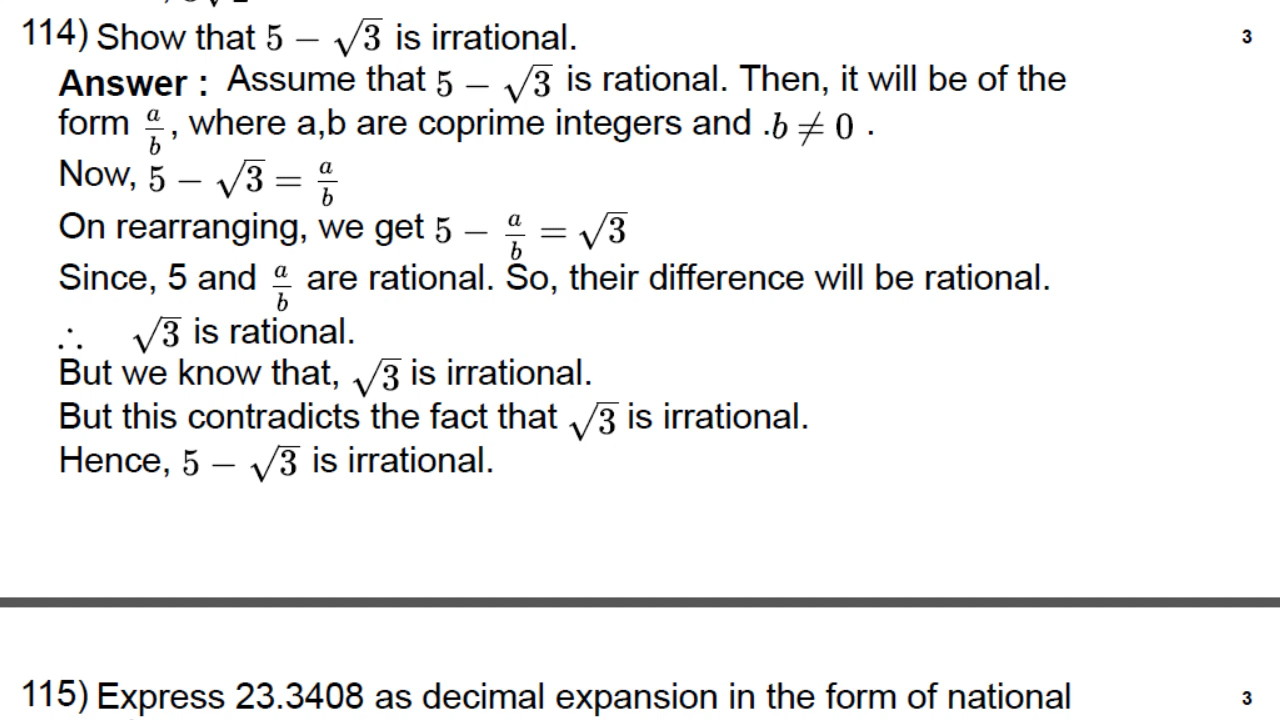 114) Show that 5 − √3 is irrational. 3
Answer : Assume that 5 − √3 is rational. Then, it will be of the
form a/b, where a,b are coprime integers and .b ≠ 0 .
Now, 5 − √3 = a/b
On rearranging, we get 5 − a/b = √3
Since, 5 and a/b are rational. So, their difference will be rational.
∴ √3 is rational.
But we know that, √3 is irrational.
But this contradicts the fact that √3 is irrational.
Hence, 5 − √3 is irrational.
115) Express 23.3408 as decimal expansion in the form of national 3